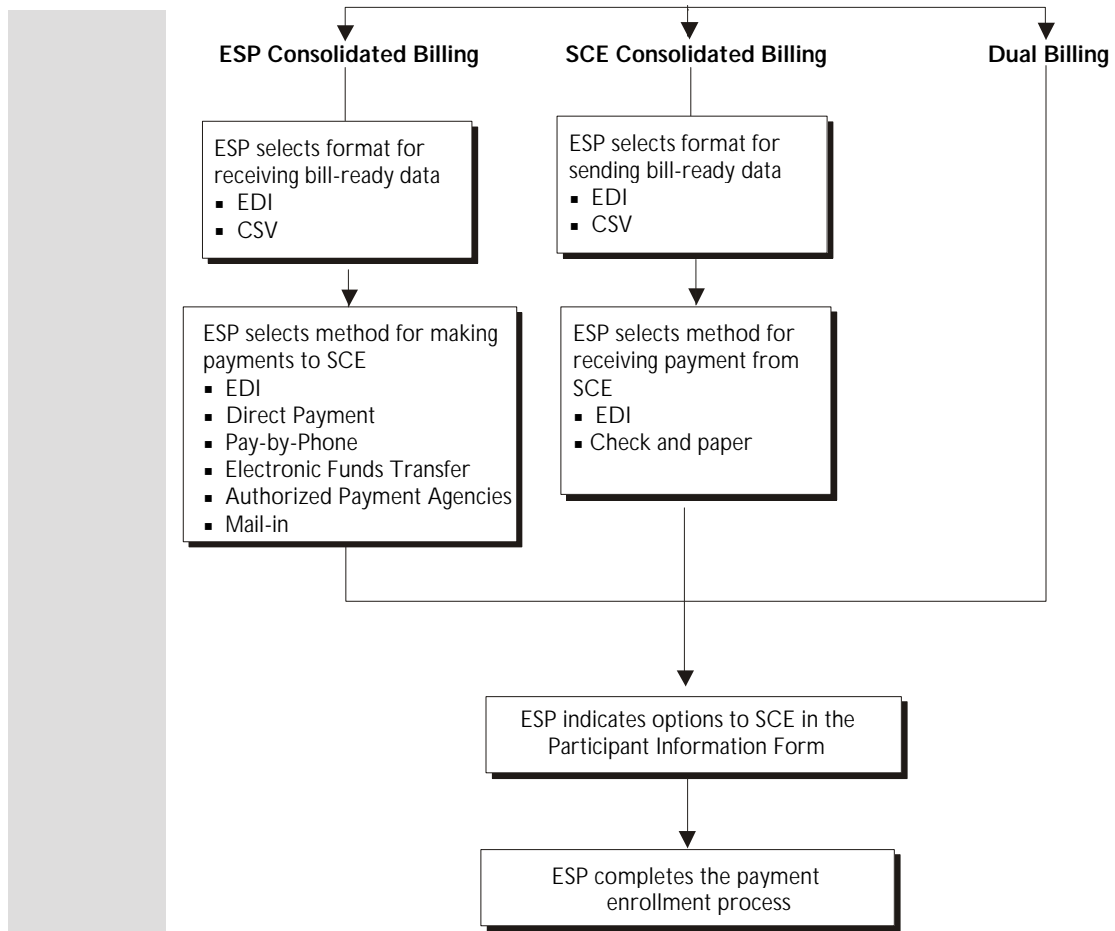 ESP Consolidated Billing
SCE Consolidated Billing
Dual Billing
ESP selects format for
receiving bill-ready data
▪ EDI
▪ CSV
ESP selects format for
sending bill-ready data
▪ EDI
▪ CSV
ESP selects method for making
payments to SCE
▪ EDI
▪ Direct Payment
▪ Pay-by-Phone
▪ Electronic Funds Transfer
▪ Authorized Payment Agencies
▪ Mail-in
ESP selects method for
receiving payment from
SCE
▪ EDI
▪ Check and paper
ESP indicates options to SCE in the
Participant Information Form
ESP completes the payment
enrollment process